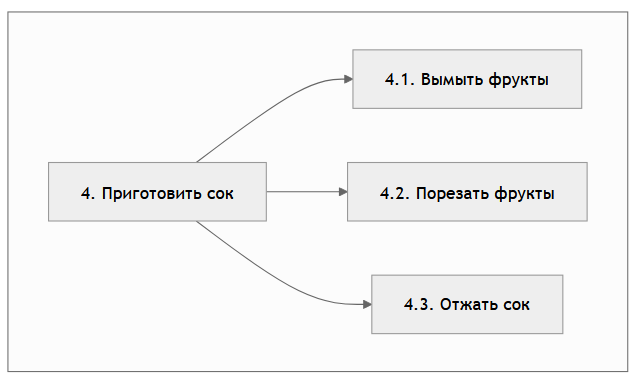 4.1. Вымыть фрукты
4. Приготовить сок
4.2. Порезать фрукты
4.3. Отжать сок